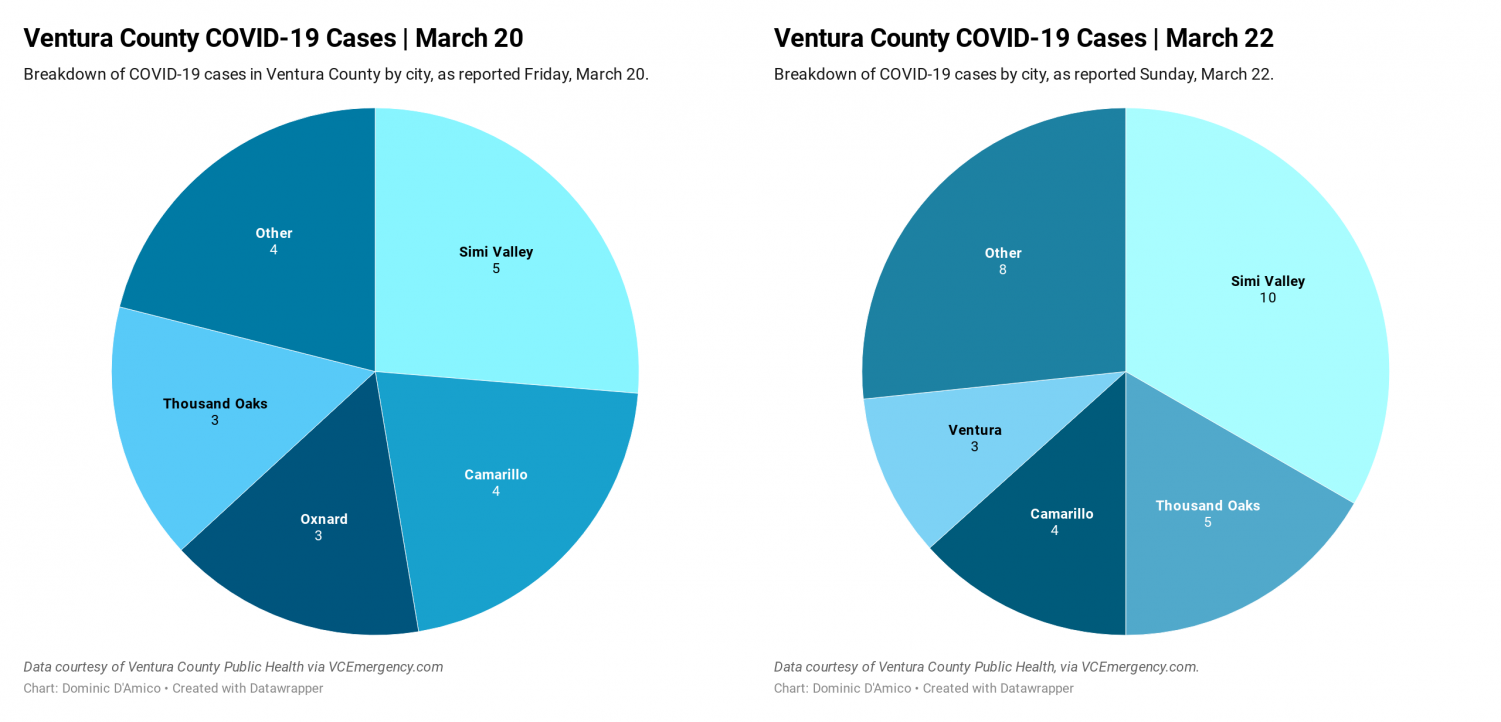 Ventura County COVID-19 Cases | March 20
Breakdown of COVID-19 cases in Ventura County by city, as reported Friday, March 20.
Other
4
Simi Valley
5
Thousand Oaks
3
Camarillo
4
Oxnard
3
Data courtesy of Ventura County Public Health via VCEmergency.com
Chart: Dominic D'Amico • Created with Datawrapper
Ventura County COVID-19 Cases | March 22
Breakdown of COVID-19 cases by city, as reported Sunday, March 22.
Other
8
Simi Valley
10
Ventura
3
Thousand Oaks
5
Camarillo
4
Data courtesy of Ventura County Public Health, via VCEmergency.com.
Chart: Dominic D'Amico • Created with Datawrapper